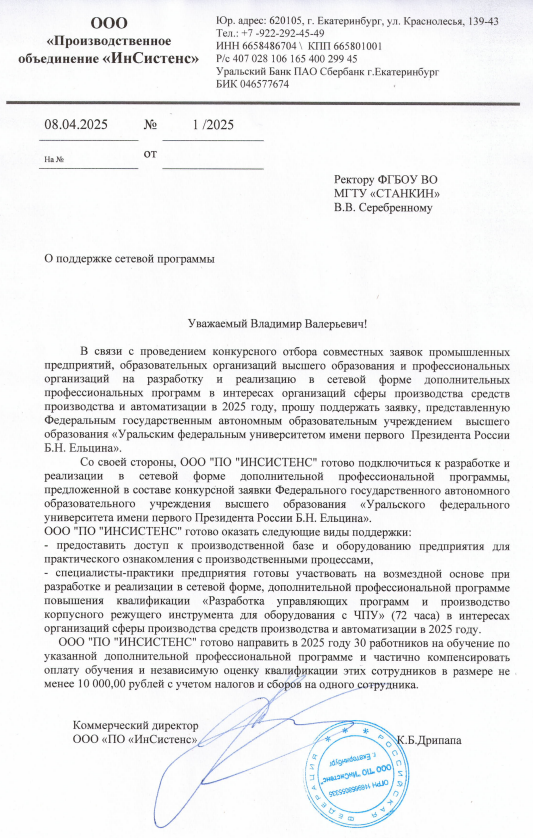 ООО
«Производственное
объединение «ИнСистенс»
Юр. адрес: 620105, г. Екатеринбург, ул. Краснолесья, 139-43
Тел.: +7 -922-292-45-49
ИНН 6658486704 \ КПП 665801001
Р/с 407 028 106 165 400 299 45
Уральский Банк ПАО Сбербанк г.Екатеринбург
БИК 046577674
08.04.2025 № 1 /2025
На № от
Ректору ФГБОУ ВО
МГТУ «СТАНКИН»
В.В. Серебренному
О поддержке сетевой программы
Уважаемый Владимир Валерьевич!
В связи с проведением конкурсного отбора совместных заявок промышленных
предприятий, образовательных организаций высшего образования и профессиональных
организаций на разработку и реализацию в сетевой форме дополнительных
профессиональных программ в интересах организаций сферы производства средств
производства и автоматизации в 2025 году, прошу поддержать заявку, представленную
Федеральным государственным автономным образовательным учреждением высшего
образования «Уральским федеральным университетом имени первого Президента России
Б.Н. Ельцина».
Со своей стороны, ООО "ПО "ИНСИСТЕНС" готово подключиться к разработке и
реализации в сетевой форме дополнительной профессиональной программы,
предложенной в составе конкурсной заявки Федерального государственного автономного
образовательного учреждения высшего образования «Уральского федерального
университета имени первого Президента России Б.Н. Ельцина».
ООО "ПО "ИНСИСТЕНС" готово оказать следующие виды поддержки:
- предоставить доступ к производственной базе и оборудованию предприятия для
практического ознакомления с производственными процессами,
- специалисты-практики предприятия готовы участвовать на возмездной основе при
разработке и реализации в сетевой форме, дополнительной профессиональной программе
повышения квалификации «Разработка управляющих программ и производство
корпусного режущего инструмента для оборудования с ЧПУ» (72 часа) в интересах
организаций сферы производства средств производства и автоматизации в 2025 году.
ООО "ПО "ИНСИСТЕНС" готово направить в 2025 году 30 работников на обучение по
указанной дополнительной профессиональной программе и частично компенсировать
оплату обучения и независимую оценку квалификации этих сотрудников в размере не
менее 10 000,00 рублей с учетом налогов и сборов на одного сотрудника.
Коммерческий директор
ООО «ПО «ИнСистенс»
К.Б.Дрипапа
РОССИЙСКАЯ ФЕДЕРАЦИЯ
г. Екатеринбург
ООО "ПО "ИнСистенс"
ОГРН